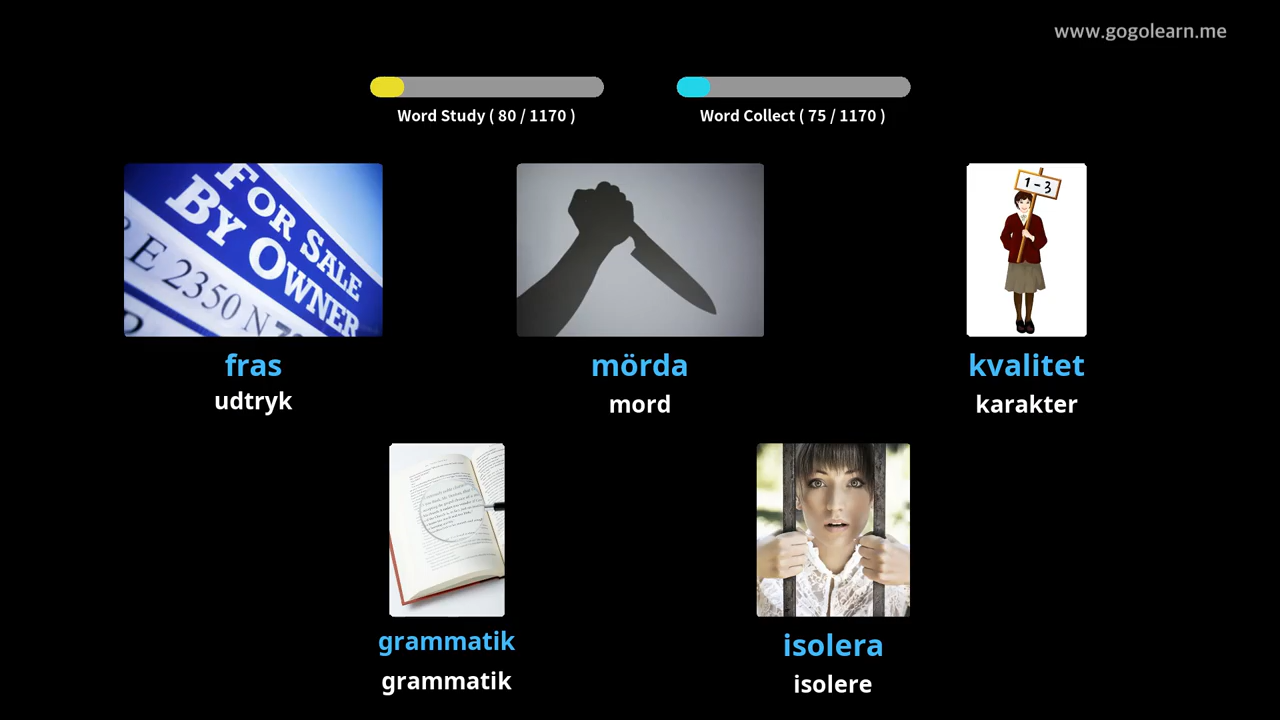 www.gogolearn.me
Word Study ( 80 / 1170 )
Word Collect ( 75 / 1170 )
FOR SALE
BY OWNER
E 2350 N
1 - 3
fras
mörda
kvalitet
udtryk
mord
karakter
grammatik
isolera
grammatik
isolere